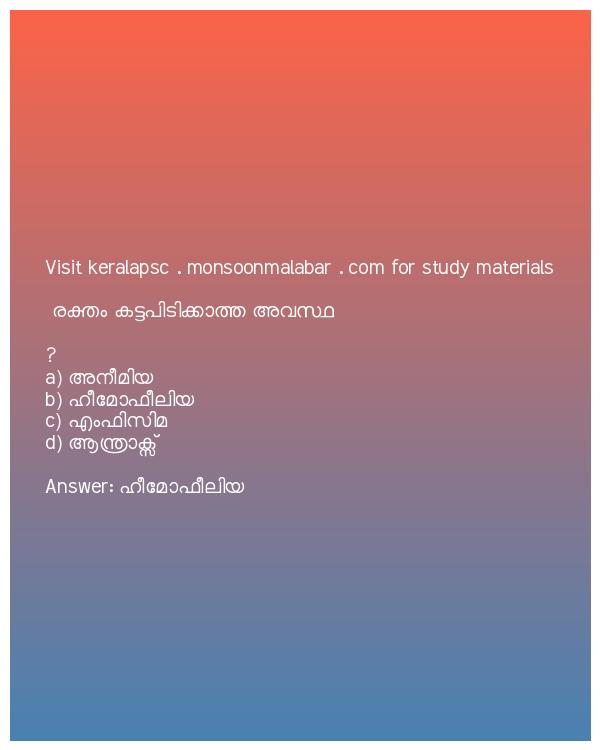 Visit keralapsc . monsoonmalabar . com for study materials
രക്തം കട്ടപിടിക്കാത്ത അവസ്ഥ
?
a) അനീമിയ
b) ഹീമോഫീലിയ
c) എംഫിസിമ
d) ആന്ത്രാക്സ്
Answer: ഹീമോഫീലിയ